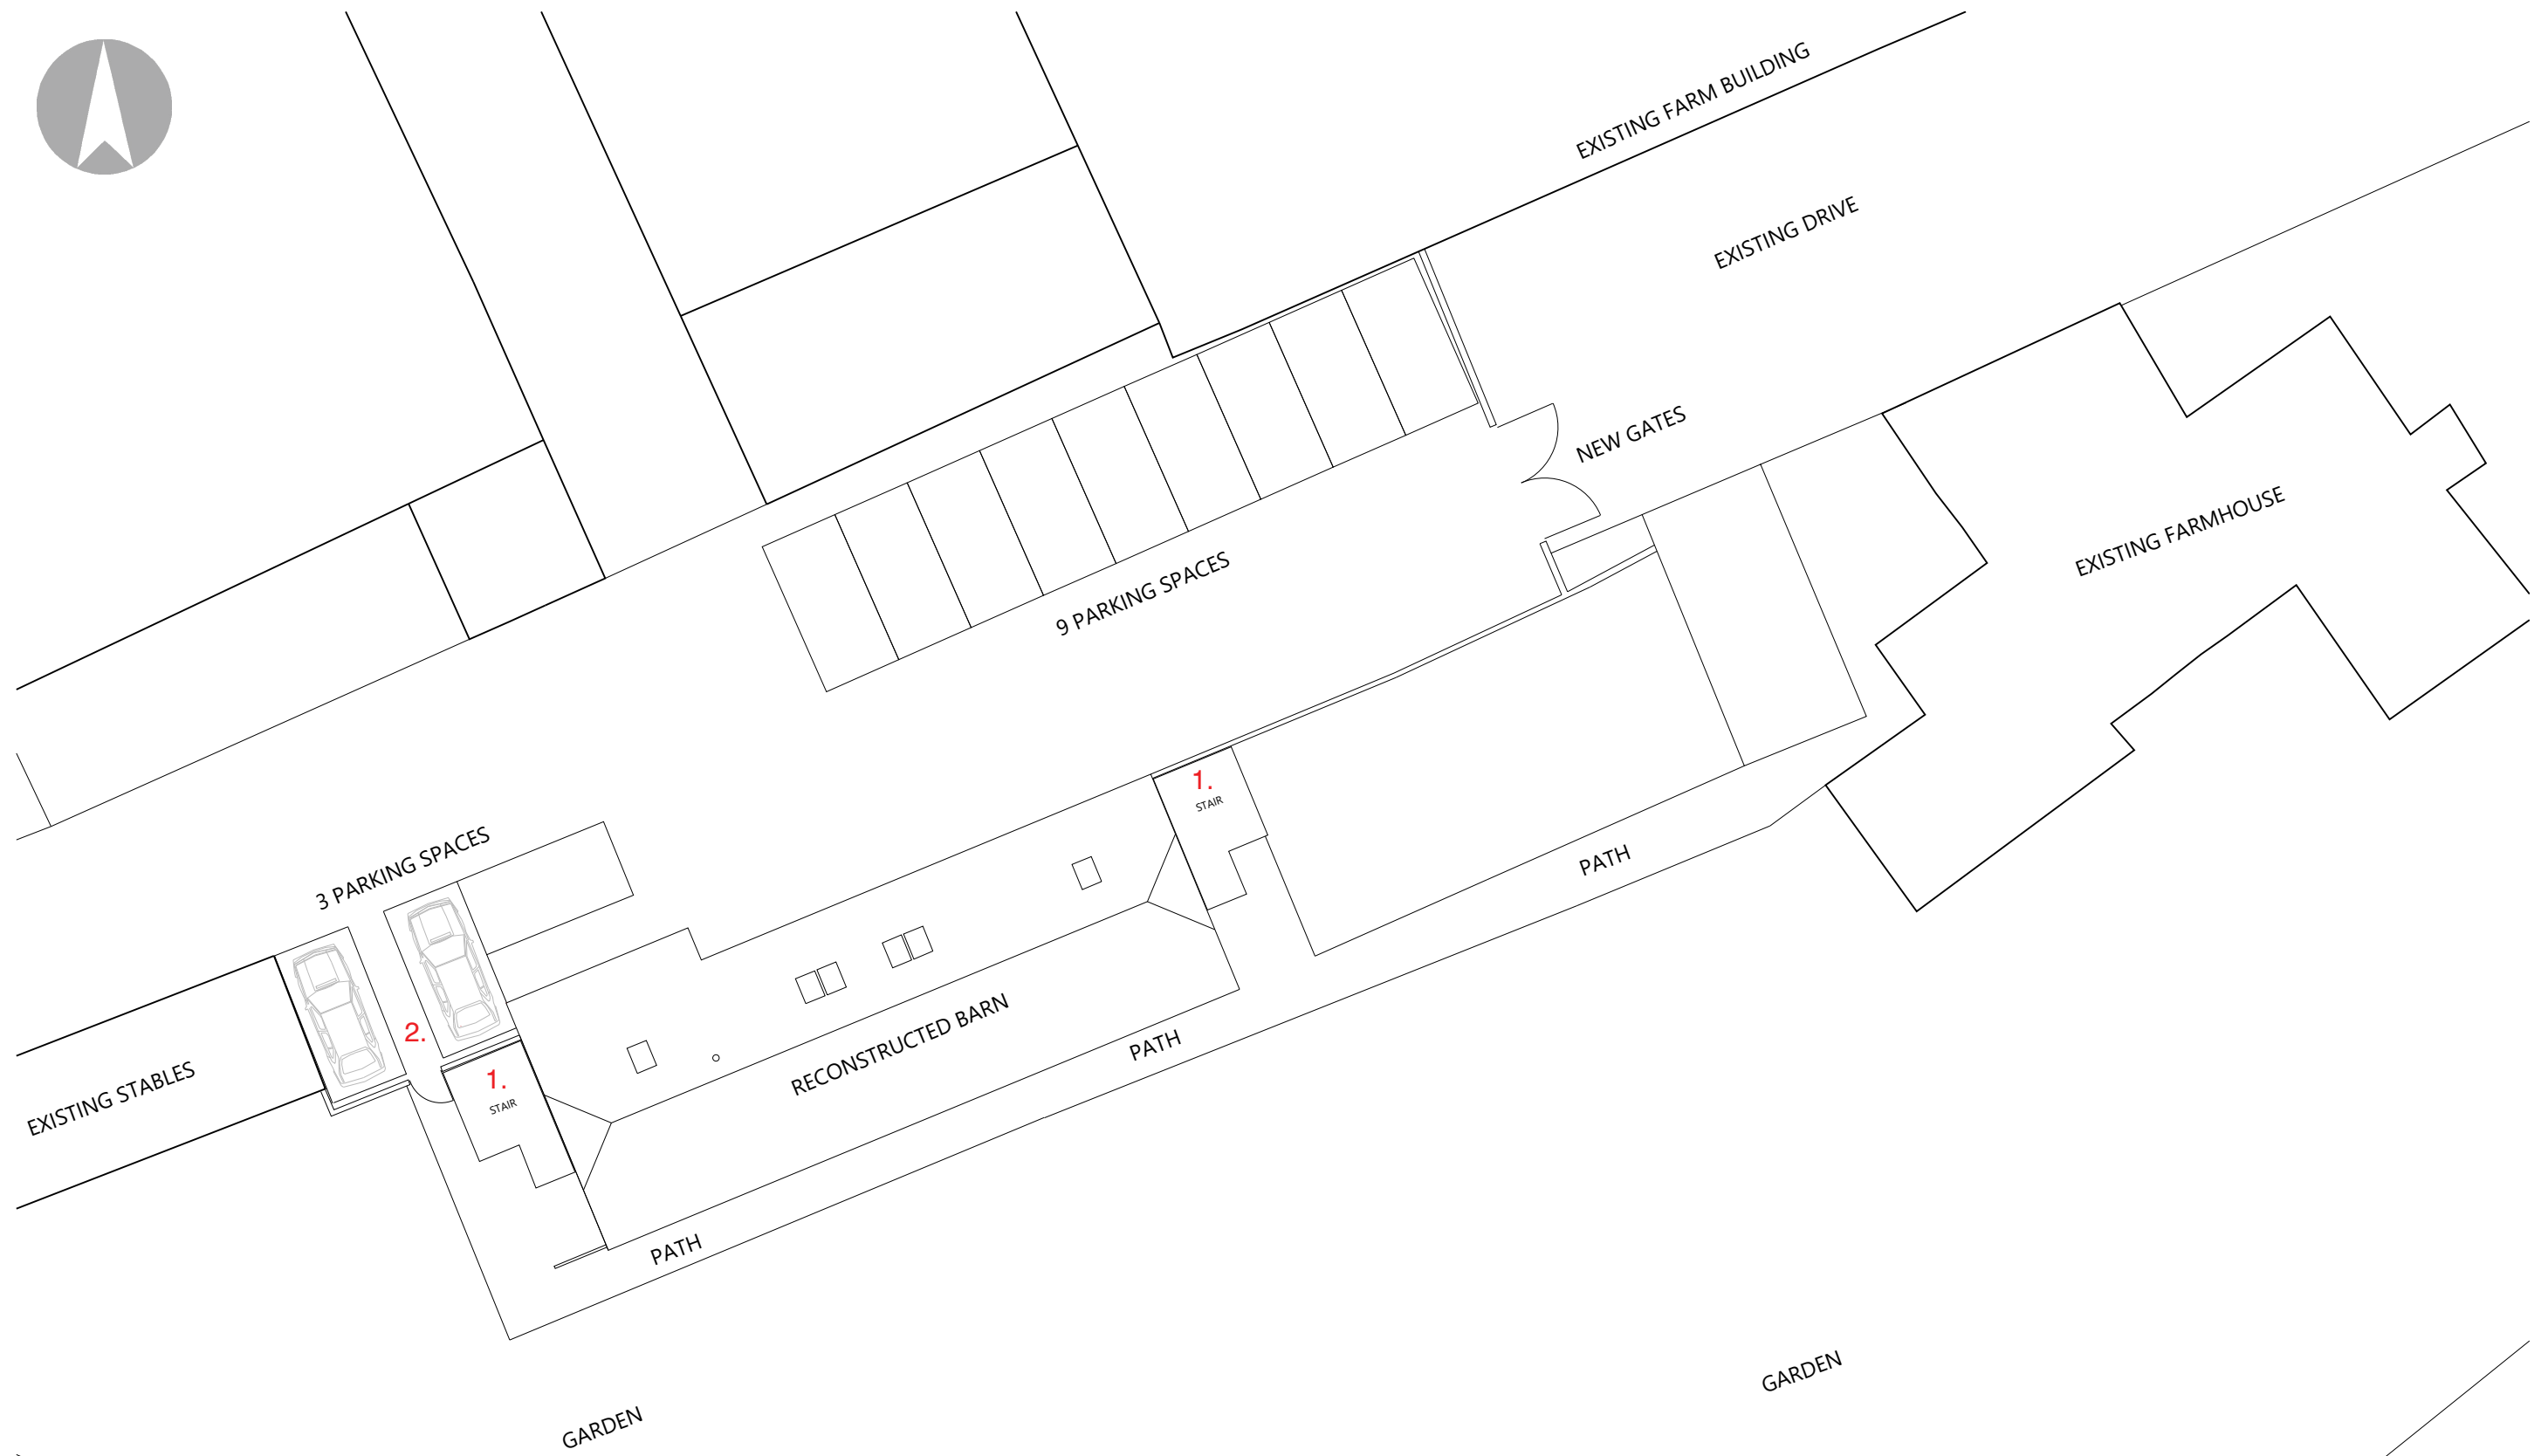 EXISTING FARM BUILDING
EXISTING DRIVE
NEW GATES
EXISTING FARMHOUSE
9 PARKING SPACES
1.
STAIR
3 PARKING SPACES
PATH
2.
RECONSTRUCTED BARN
PATH
1.
STAIR
EXISTING STABLES
PATH
GARDEN
GARDEN